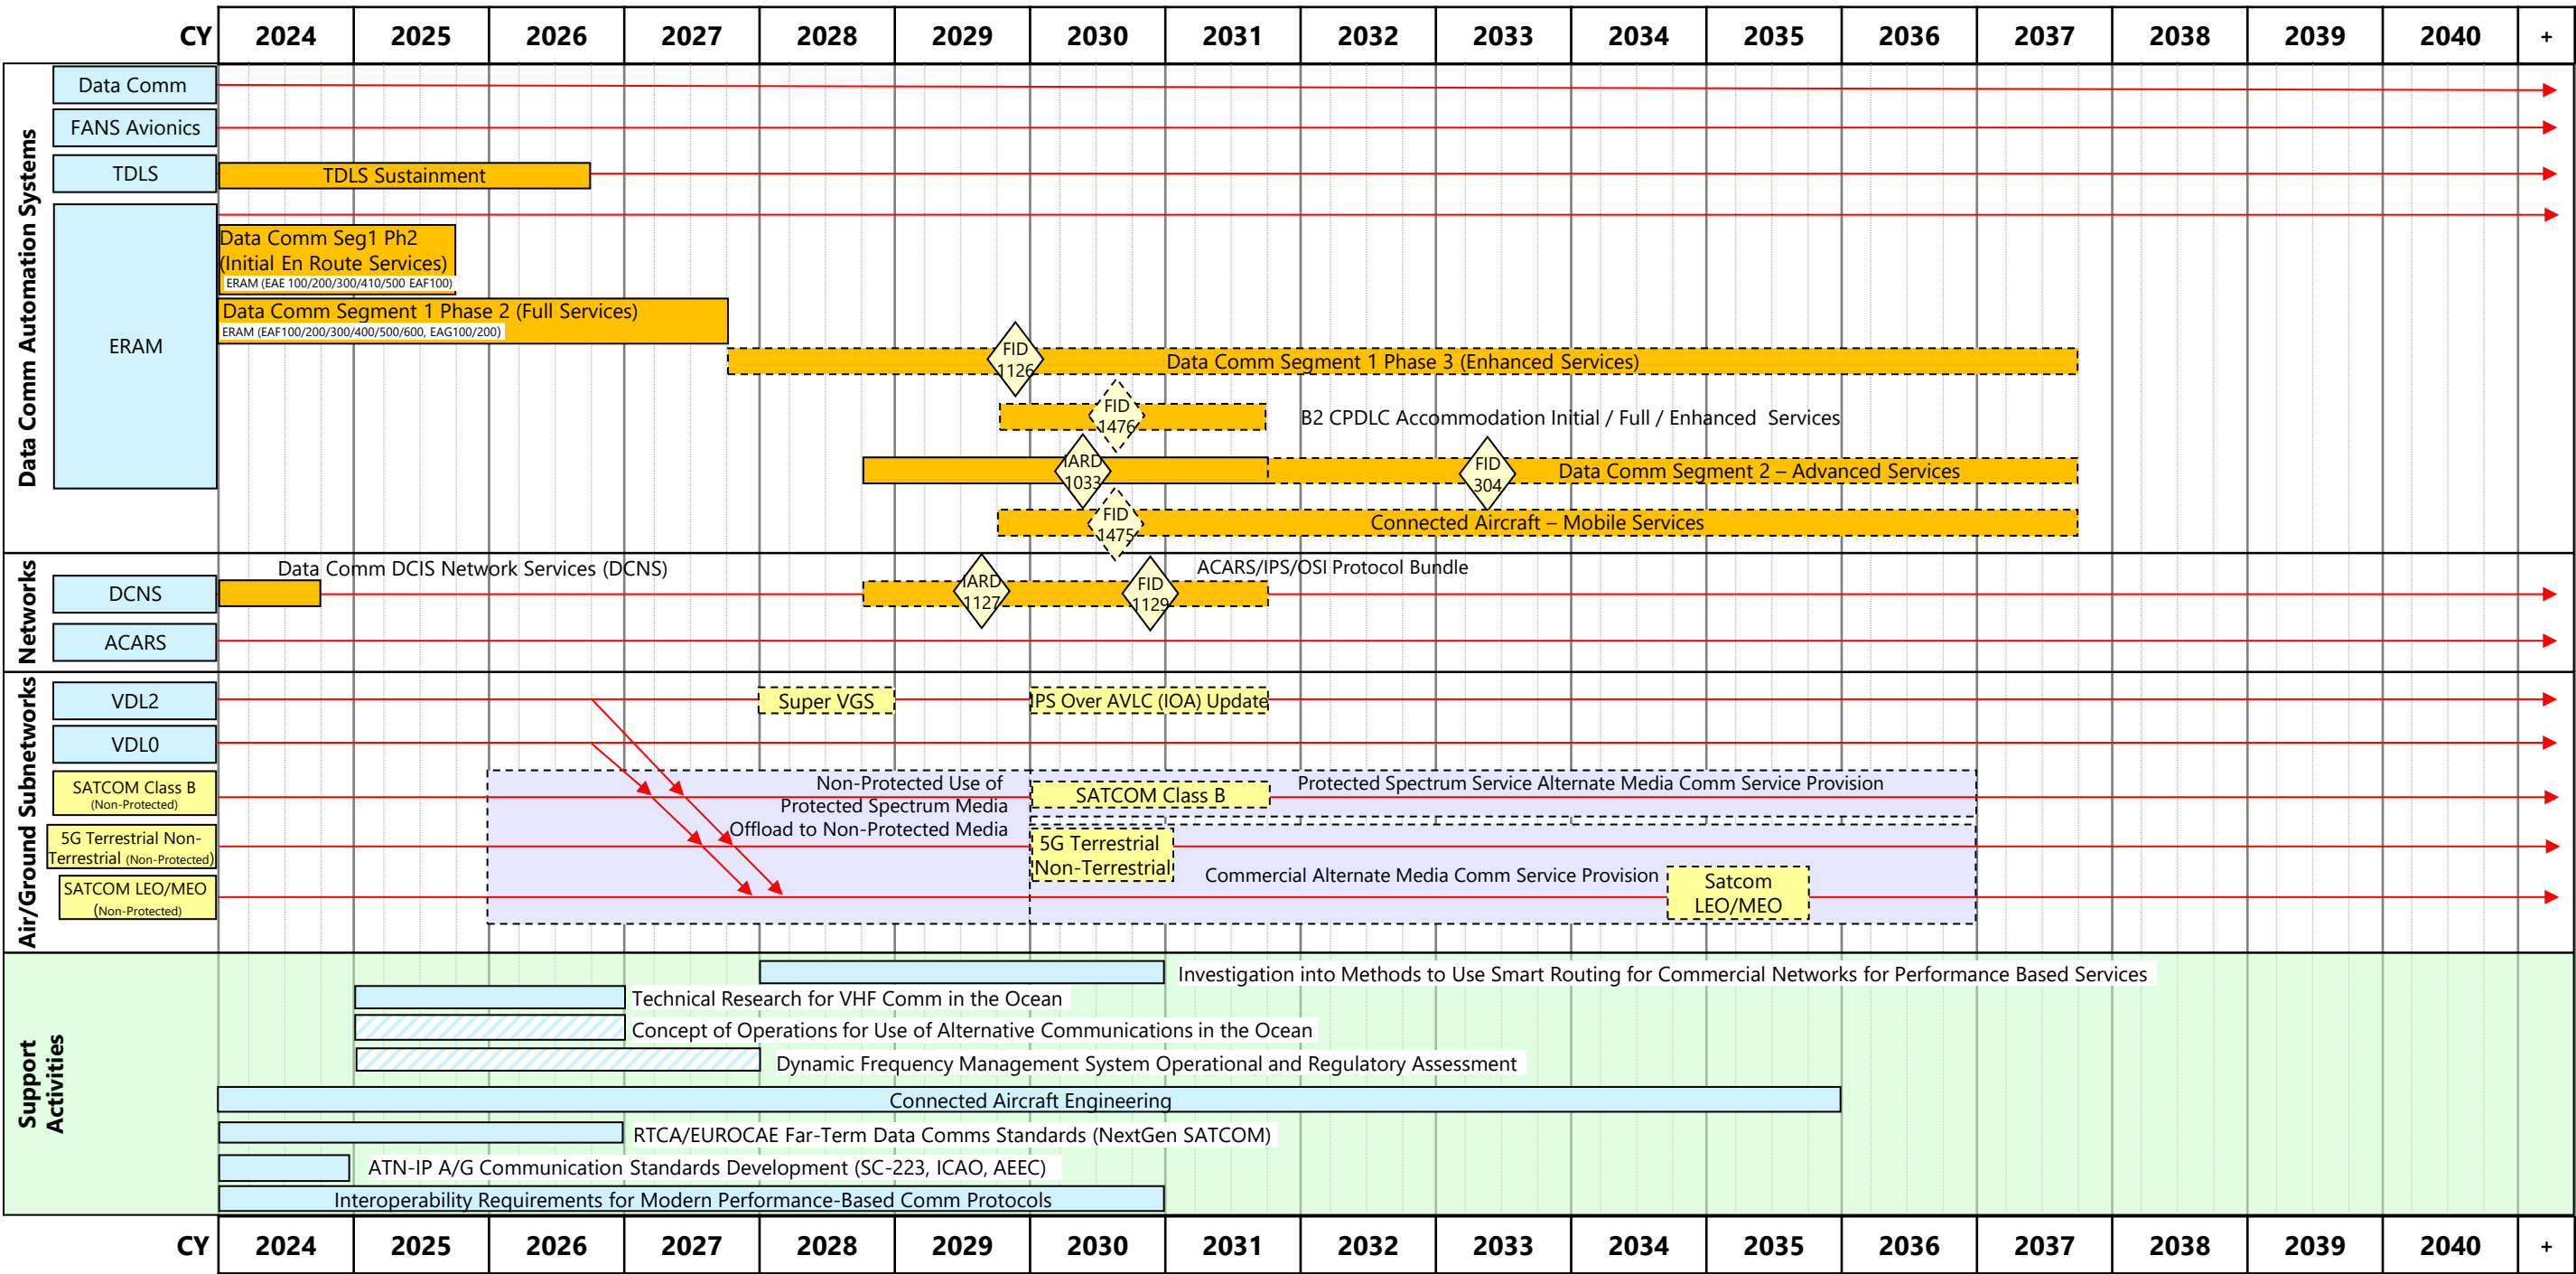 CY 2024 2025 2026 2027 2028 2029 2030 2031 2032 2033 2034 2035 2036 2037 2038 2039 2040 +
Data Comm Automation Systems
Data Comm
FANS Avionics
TDLS
TDLS Sustainment
ERAM
Data Comm Seg1 Ph2
(Initial En Route Services)
ERAM (EAE 100/200/300/410/500 EAF100)
Data Comm Segment 1 Phase 2 (Full Services)
ERAM (EAF100/200/300/400/500/600, EAG100/200)
FID
1126
Data Comm Segment 1 Phase 3 (Enhanced Services)
FID
1476
B2 CPDLC Accommodation Initial / Full / Enhanced Services
IARD
1033
FID
304
Data Comm Segment 2 – Advanced Services
FID
1475
Connected Aircraft – Mobile Services
Networks
Data Comm DCIS Network Services (DCNS)
DCNS
IARD
1127
FID
1129
ACARS/IPS/OSI Protocol Bundle
ACARS
Air/Ground Subnetworks
VDL2
Super VGS
IPS Over AVLC (IOA) Update
VDL0
SATCOM Class B
(Non-Protected)
Non-Protected Use of
Protected Spectrum Media
Offload to Non-Protected Media
SATCOM Class B
Protected Spectrum Service Alternate Media Comm Service Provision
5G Terrestrial Non-
Terrestrial (Non-Protected)
5G Terrestrial
Non-Terrestrial
Commercial Alternate Media Comm Service Provision
SATCOM LEO/MEO
(Non-Protected)
Satcom
LEO/MEO
Support
Activities
Investigation into Methods to Use Smart Routing for Commercial Networks for Performance Based Services
Technical Research for VHF Comm in the Ocean
Concept of Operations for Use of Alternative Communications in the Ocean
Dynamic Frequency Management System Operational and Regulatory Assessment
Connected Aircraft Engineering
RTCA/EUROCAE Far-Term Data Comms Standards (NextGen SATCOM)
ATN-IP A/G Communication Standards Development (SC-223, ICAO, AEEC)
Interoperability Requirements for Modern Performance-Based Comm Protocols
CY 2024 2025 2026 2027 2028 2029 2030 2031 2032 2033 2034 2035 2036 2037 2038 2039 2040 +